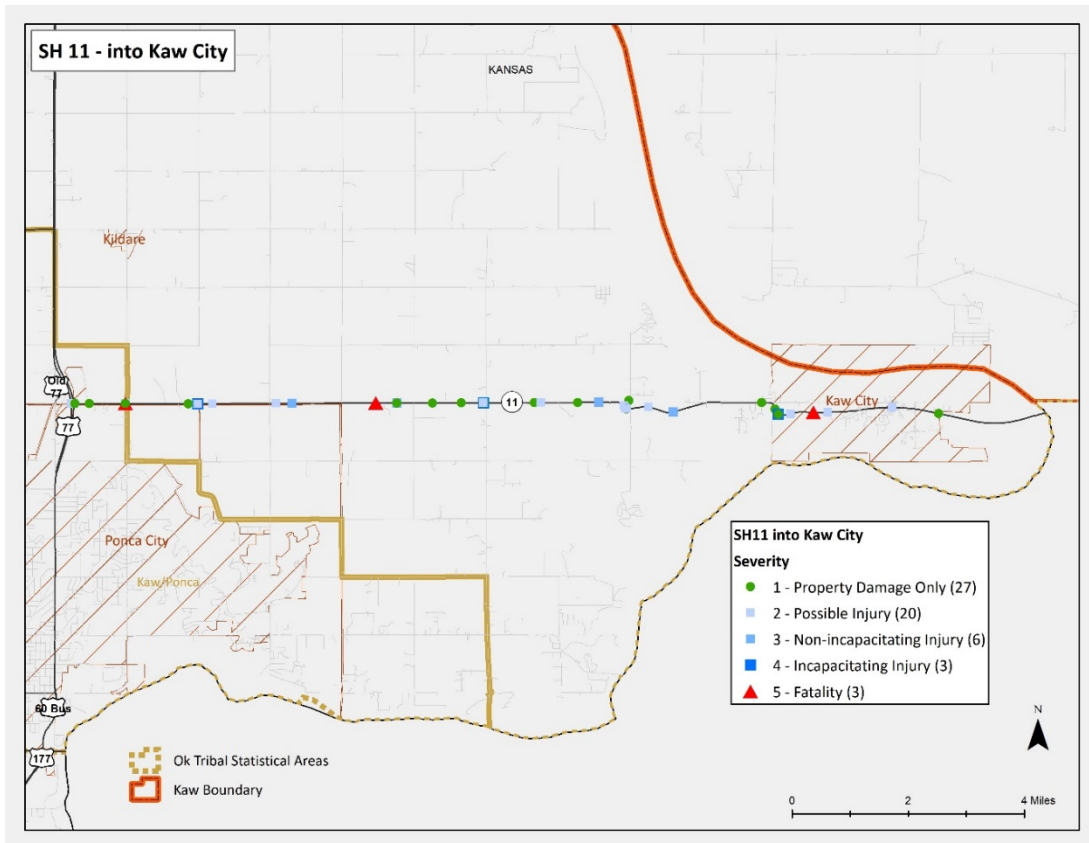 SH 11 - into Kaw City
KANSAS
Kildare
Old
77
77
11
Kaw City
Ponca City
Kaw/Ponca
SH11 into Kaw City
Severity
1 - Property Damage Only (27)
2 - Possible Injury (20)
3 - Non-incapacitating Injury (6)
4 - Incapacitating Injury (3)
5 - Fatality (3)
60 Bus
177
N
Ok Tribal Statistical Areas
Kaw Boundary
0 2 4 Miles